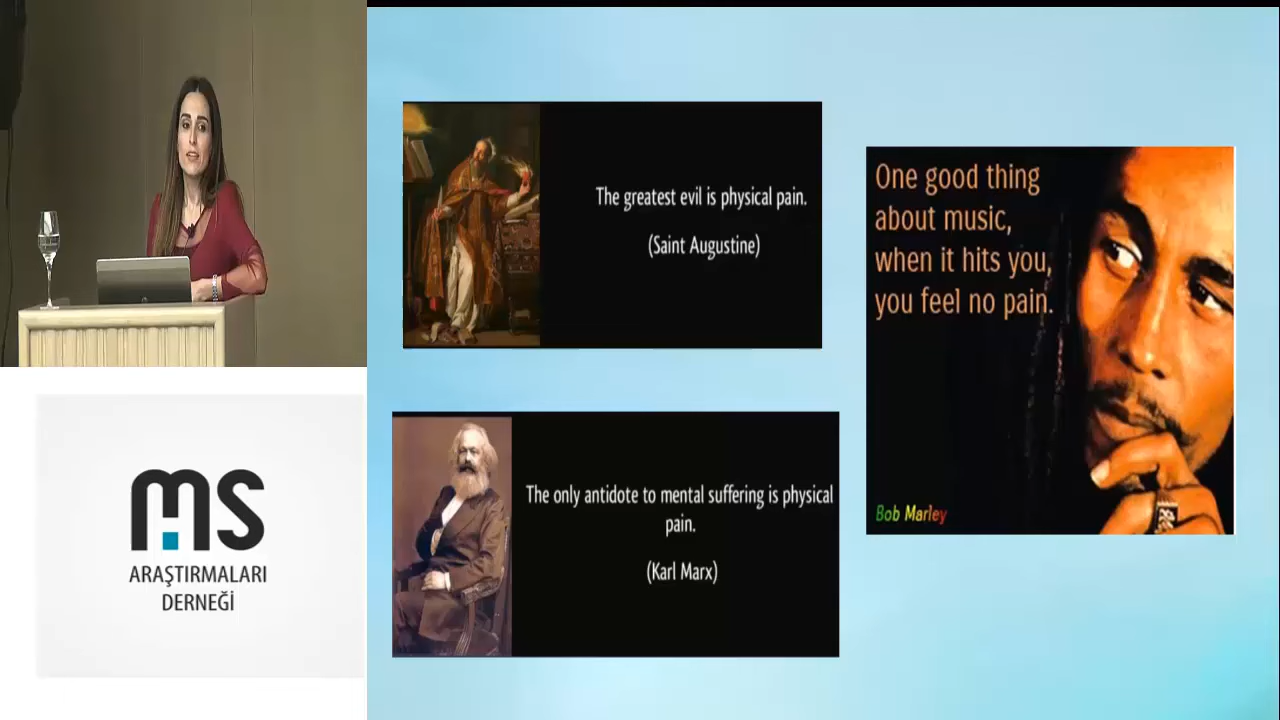 The greatest evil is physical pain.
(Saint Augustine)
The only antidote to mental suffering is physical
pain.
(Karl Marx)
One good thing
about music,
when it hits you,
you feel no pain.
Bob Marley
MS
ARAŞTIRMALARI
DERNEĞİ